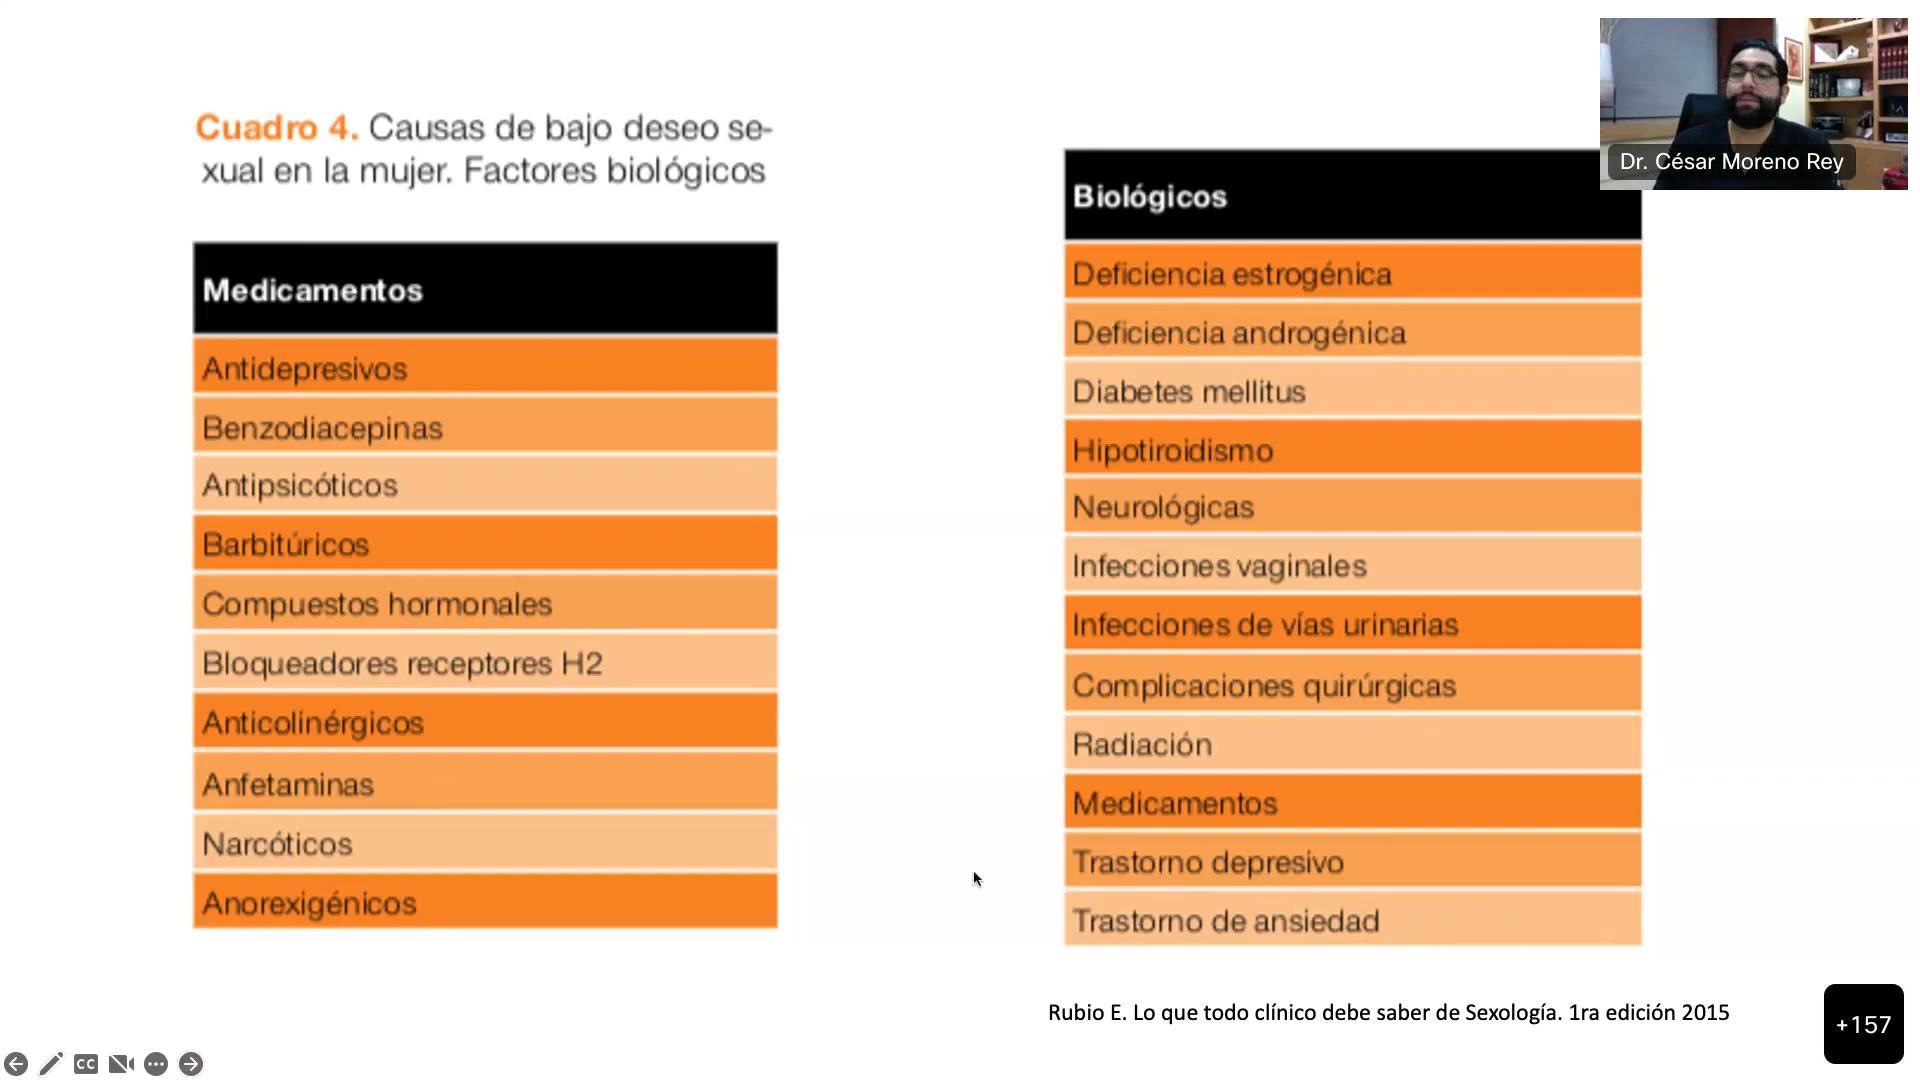 Cuadro 4. Causas de bajo deseo se-
xual en la mujer. Factores biológicos
Medicamentos
Antidepresivos
Benzodiacepinas
Antipsicóticos
Barbitúricos
Compuestos hormonales
Bloqueadores receptores H2
Anticolinérgicos
Anfetaminas
Narcóticos
Anorexigénicos
Biológicos
Deficiencia estrogénica
Deficiencia androgénica
Diabetes mellitus
Hipotiroidismo
Neurológicas
Infecciones vaginales
Infecciones de vías urinarias
Complicaciones quirúrgicas
Radiación
Medicamentos
Trastorno depresivo
Trastorno de ansiedad
Dr. César Moreno Rey
Rubio E. Lo que todo clínico debe saber de Sexología. 1ra edición 2015
+157
CC